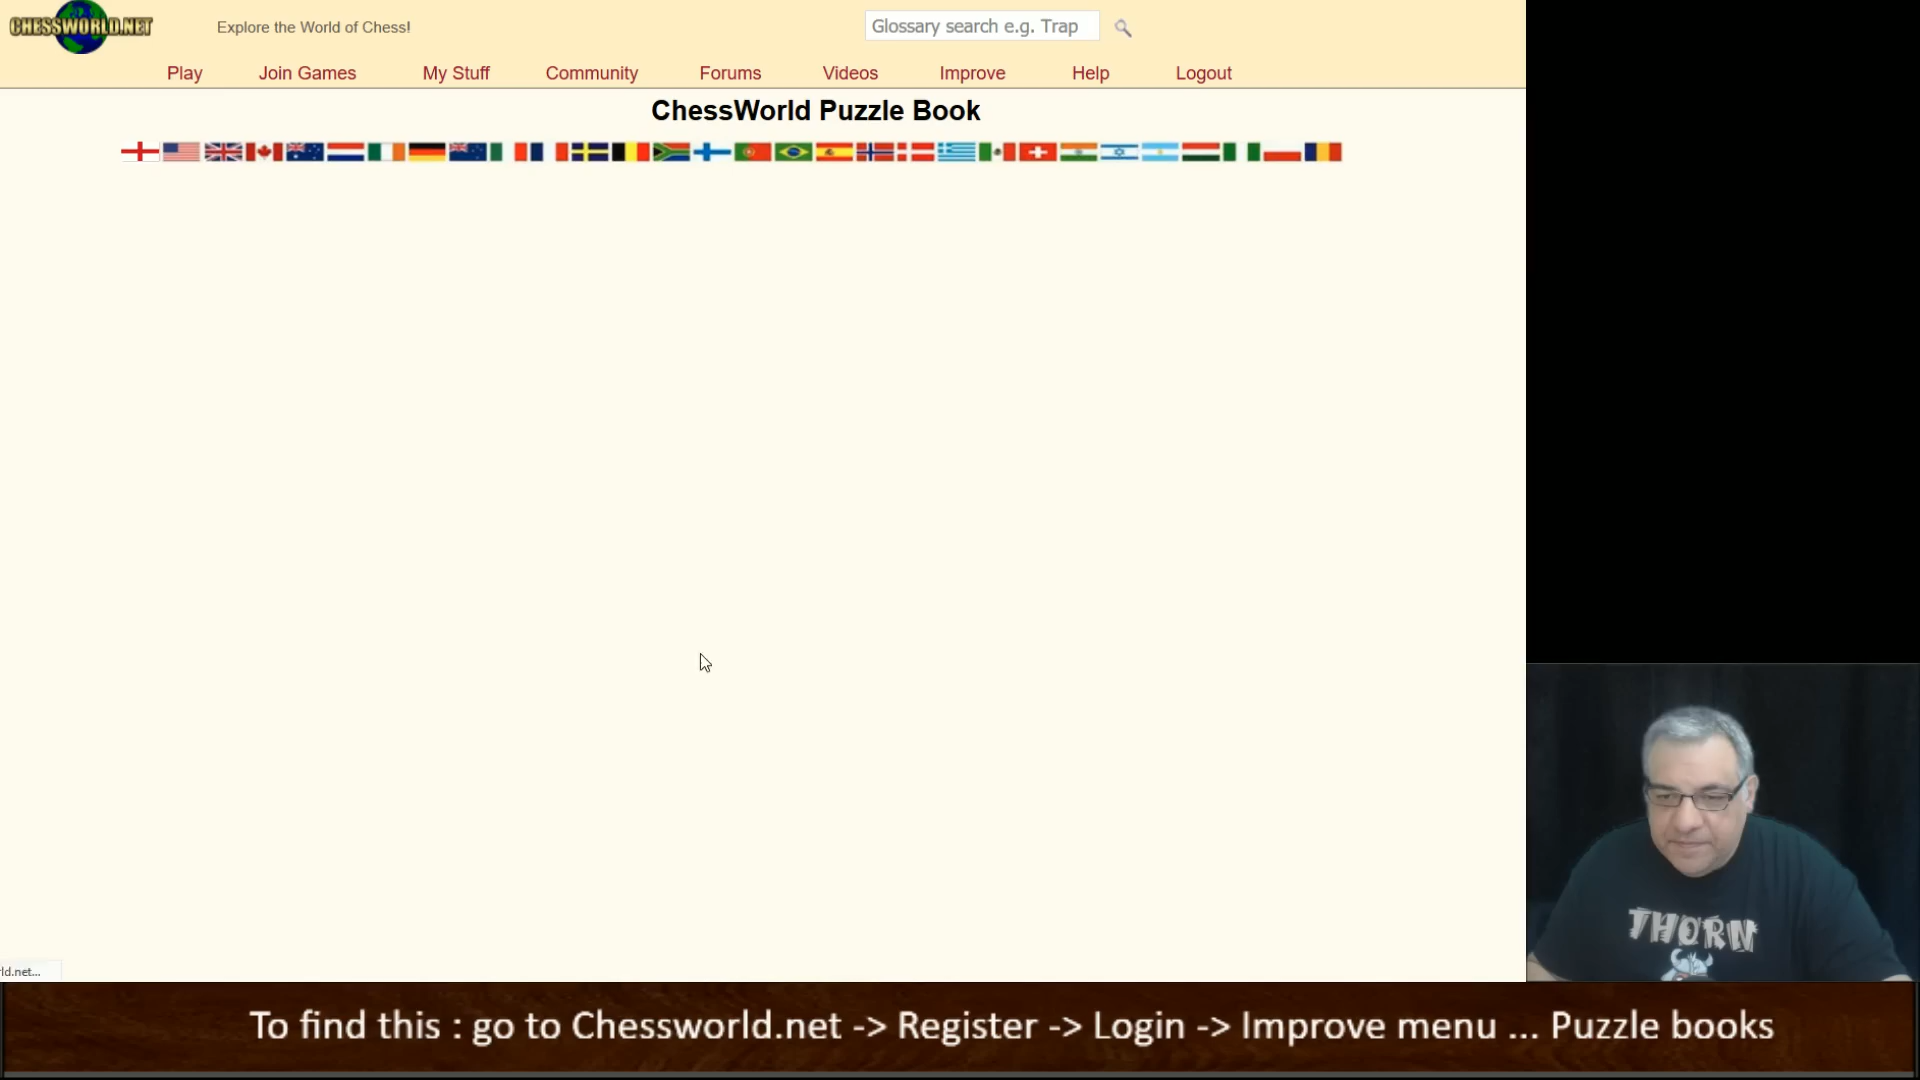 CHESSWORLD.NET
Explore the World of Chess!
Glossary search e.g. Trap
Play Join Games My Stuff Community Forums Videos Improve Help Logout
ChessWorld Puzzle Book
THORN
ld.net...
To find this : go to Chessworld.net -> Register -> Login -> Improve menu ... Puzzle books